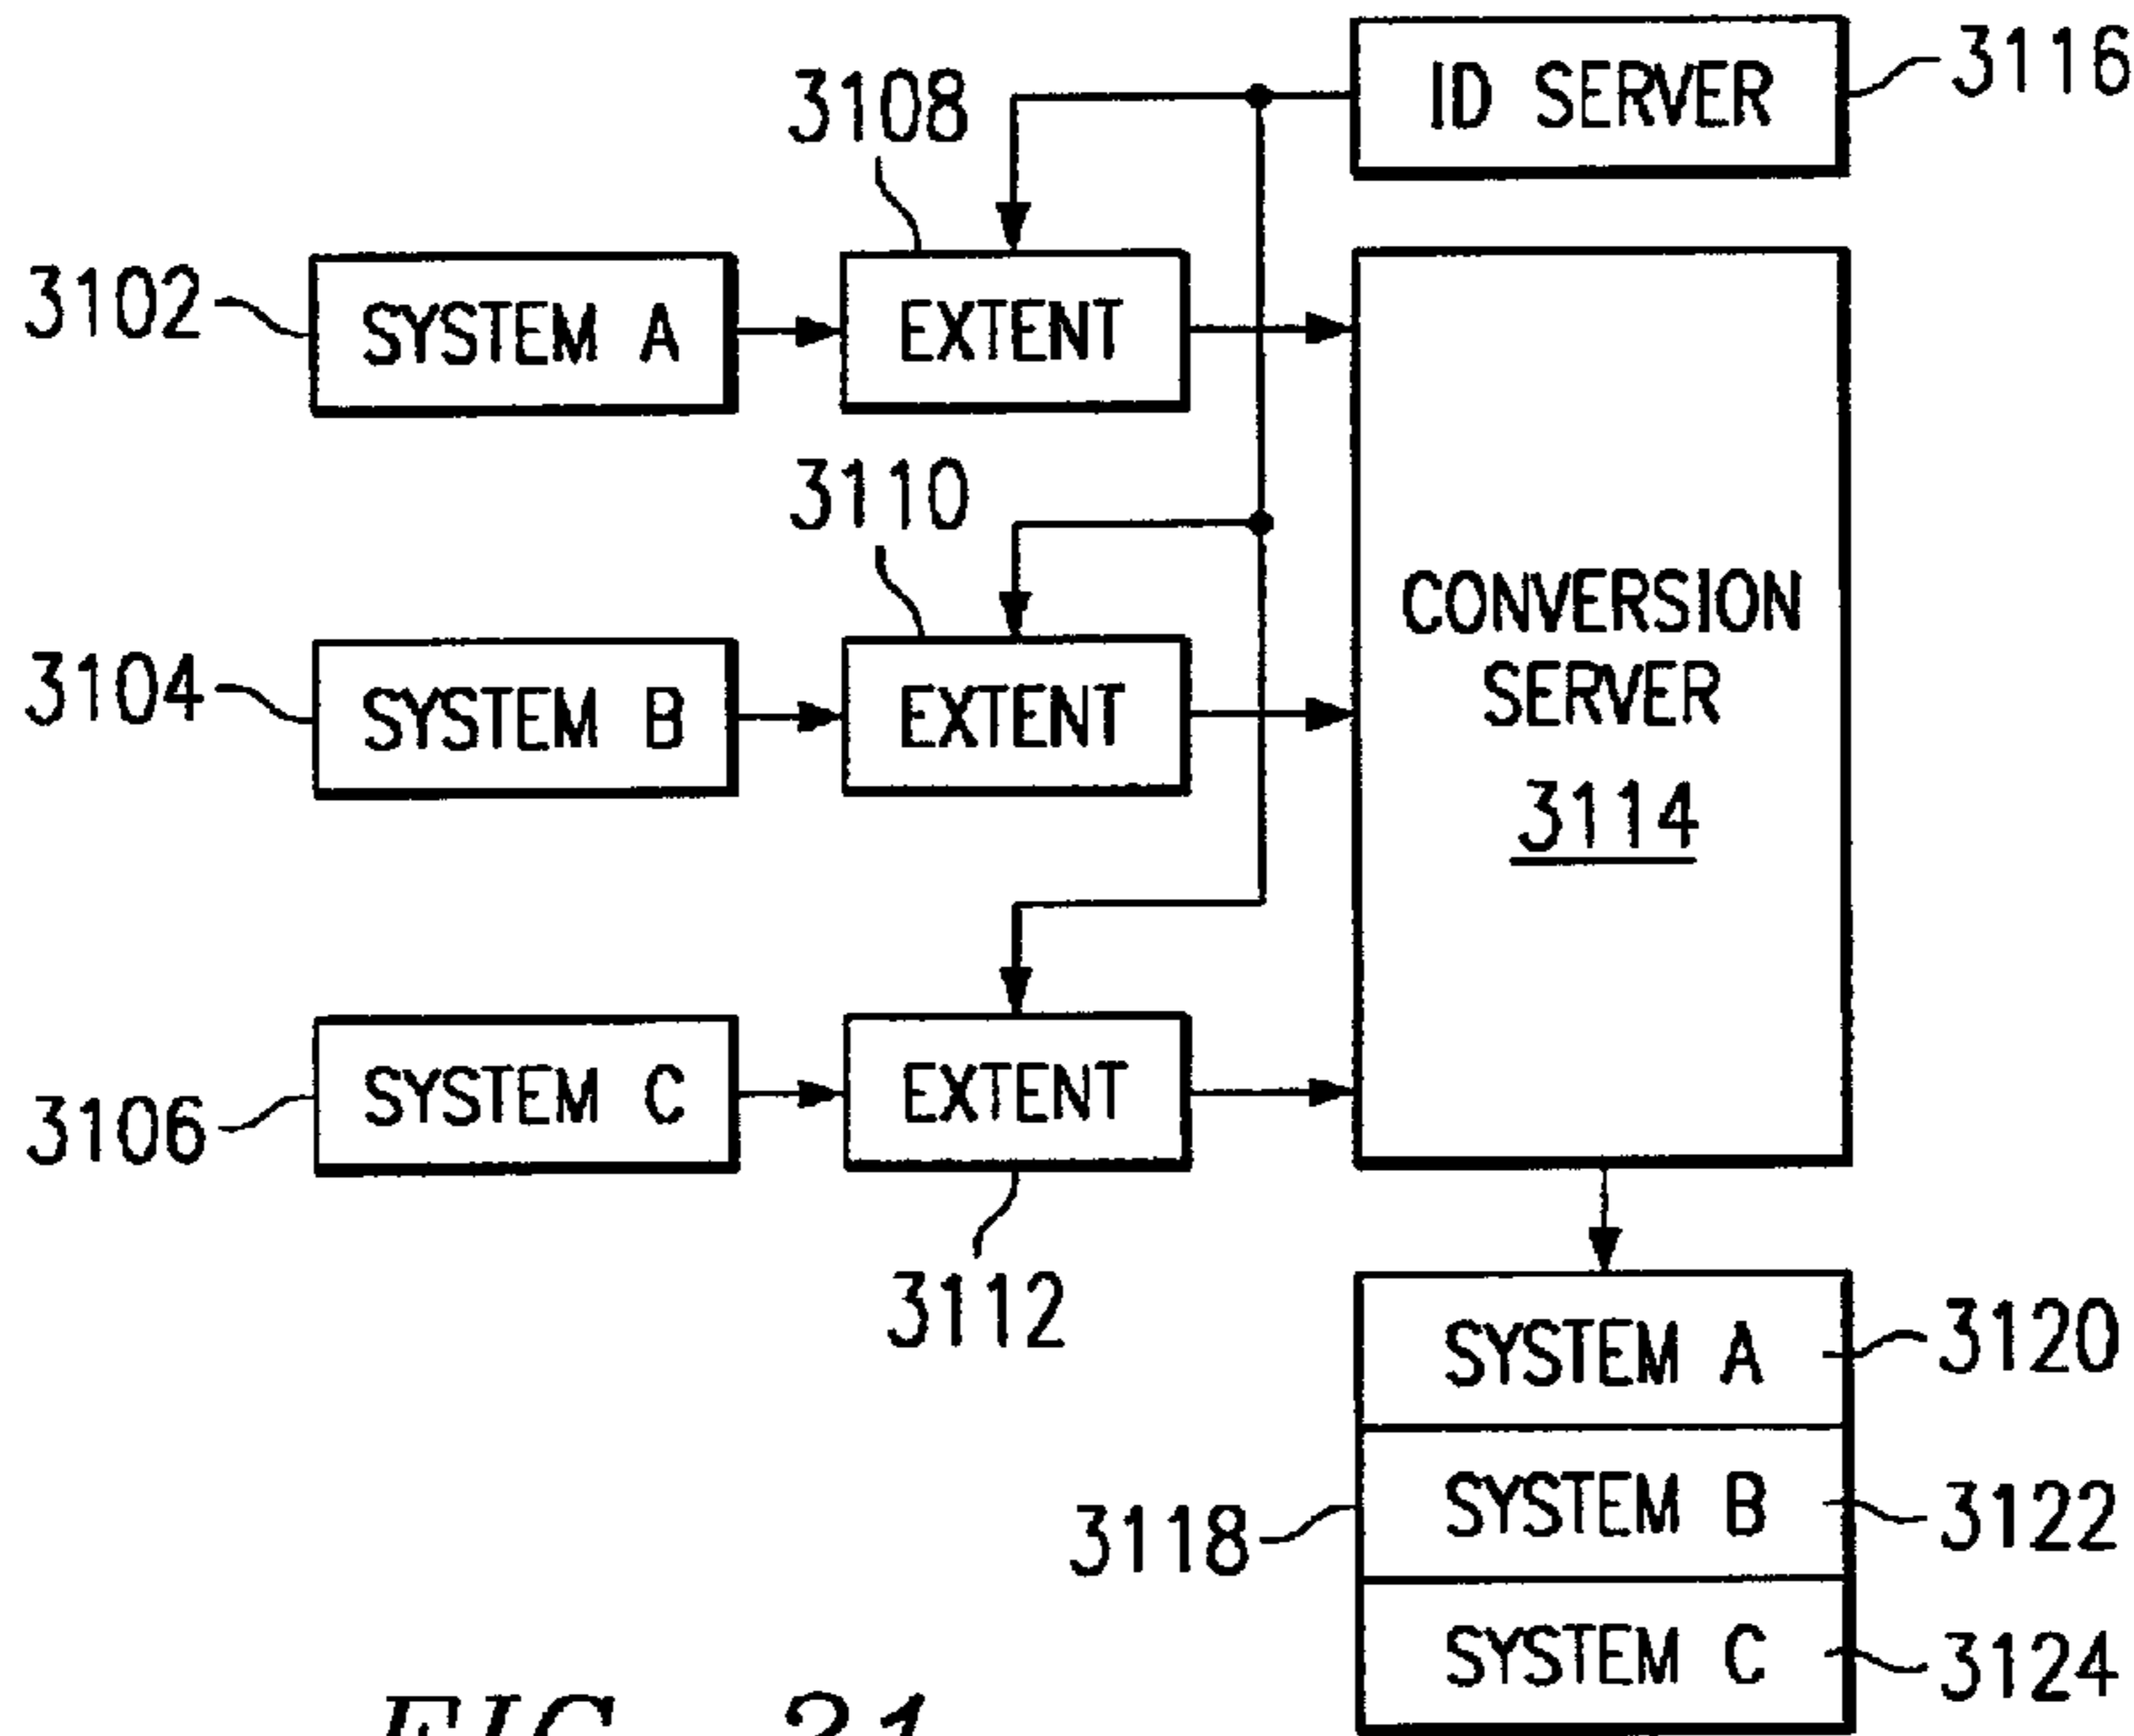 ID SERVER
3116
3108
3102
SYSTEM A
EXTENT
3110
3104
SYSTEM B
EXTENT
CONVERSION
SERVER
3114
3106
SYSTEM C
EXTENT
3112
SYSTEM A
3120
3118
SYSTEM B
3122
SYSTEM C
3124
FIG